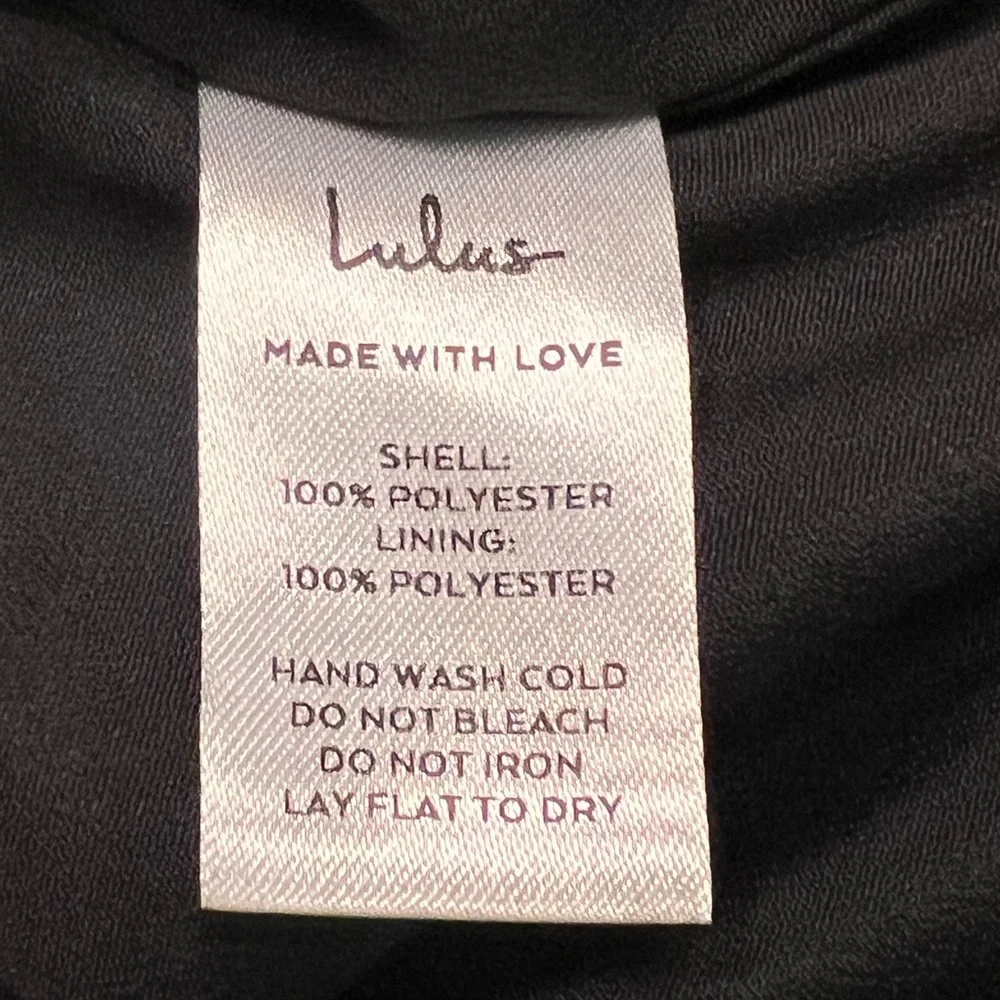 Lulus
MADE WITH LOVE
SHELL:
100% POLYESTER
LINING:
100% POLYESTER
HAND WASH COLD
DO NOT BLEACH
DO NOT IRON
LAY FLAT TO DRY